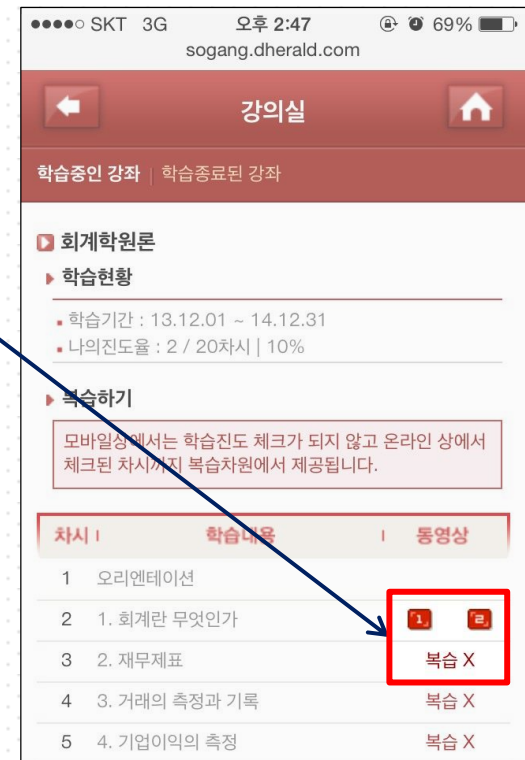 SKT 3G 오후 2:47 69%
sogang.dherald.com
강의실
학습중인 강좌 | 학습종료된 강좌
회계학원론
학습현황
학습기간 : 13.12.01 ~ 14.12.31
나의진도율 : 2 / 20차시 | 10%
복습하기
모바일상에서는 학습진도 체크가 되지 않고 온라인 상에서
체크된 차시까지 복습차원에서 제공됩니다.
차시 학습내용 동영상
1 오리엔테이션
2 1. 회계란 무엇인가 1 2
3 2. 재무제표 복습 X
4 3. 거래의 측정과 기록 복습 X
5 4. 기업이익의 측정 복습 X